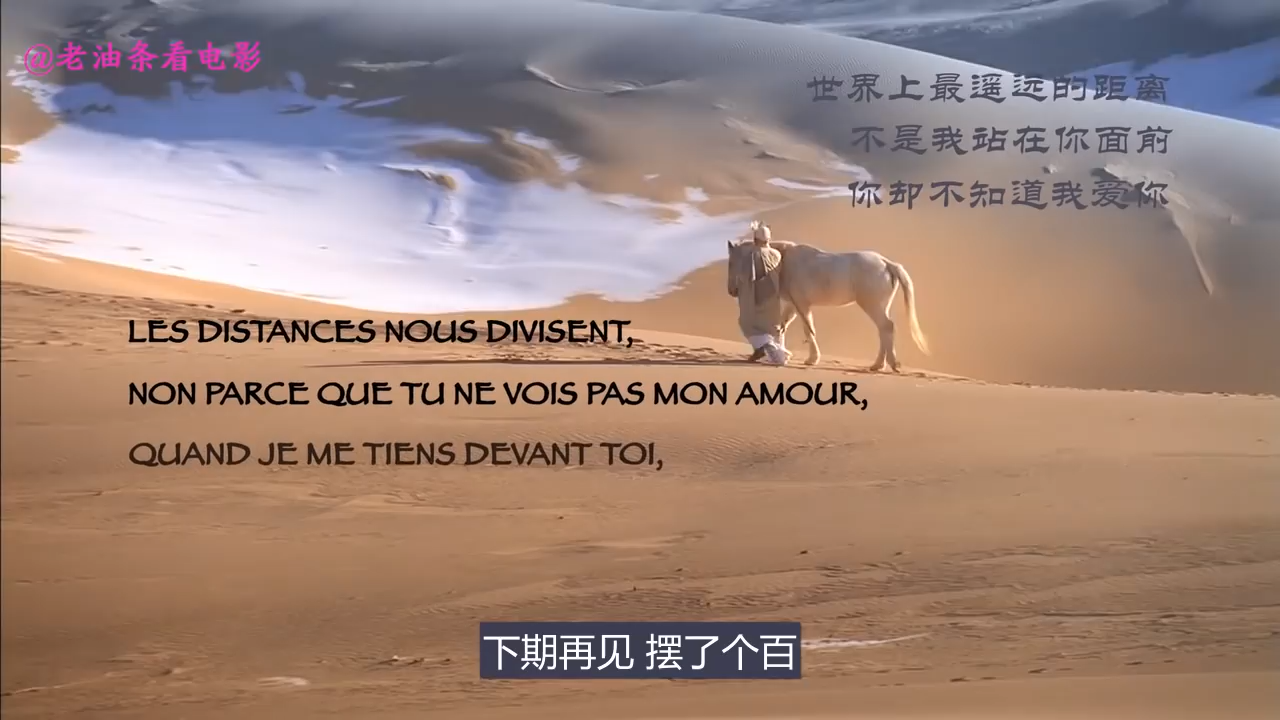 @老油条看电影
世界上最遥远的距离
不是我站在你面前
你却不知道我爱你
LES DISTANCES NOUS DIVISENT,
NON PARCE QUE TU NE VOIS PAS MON AMOUR,
QUAND JE ME TIENS DEVANT TOI,
下期再见 摆了个百